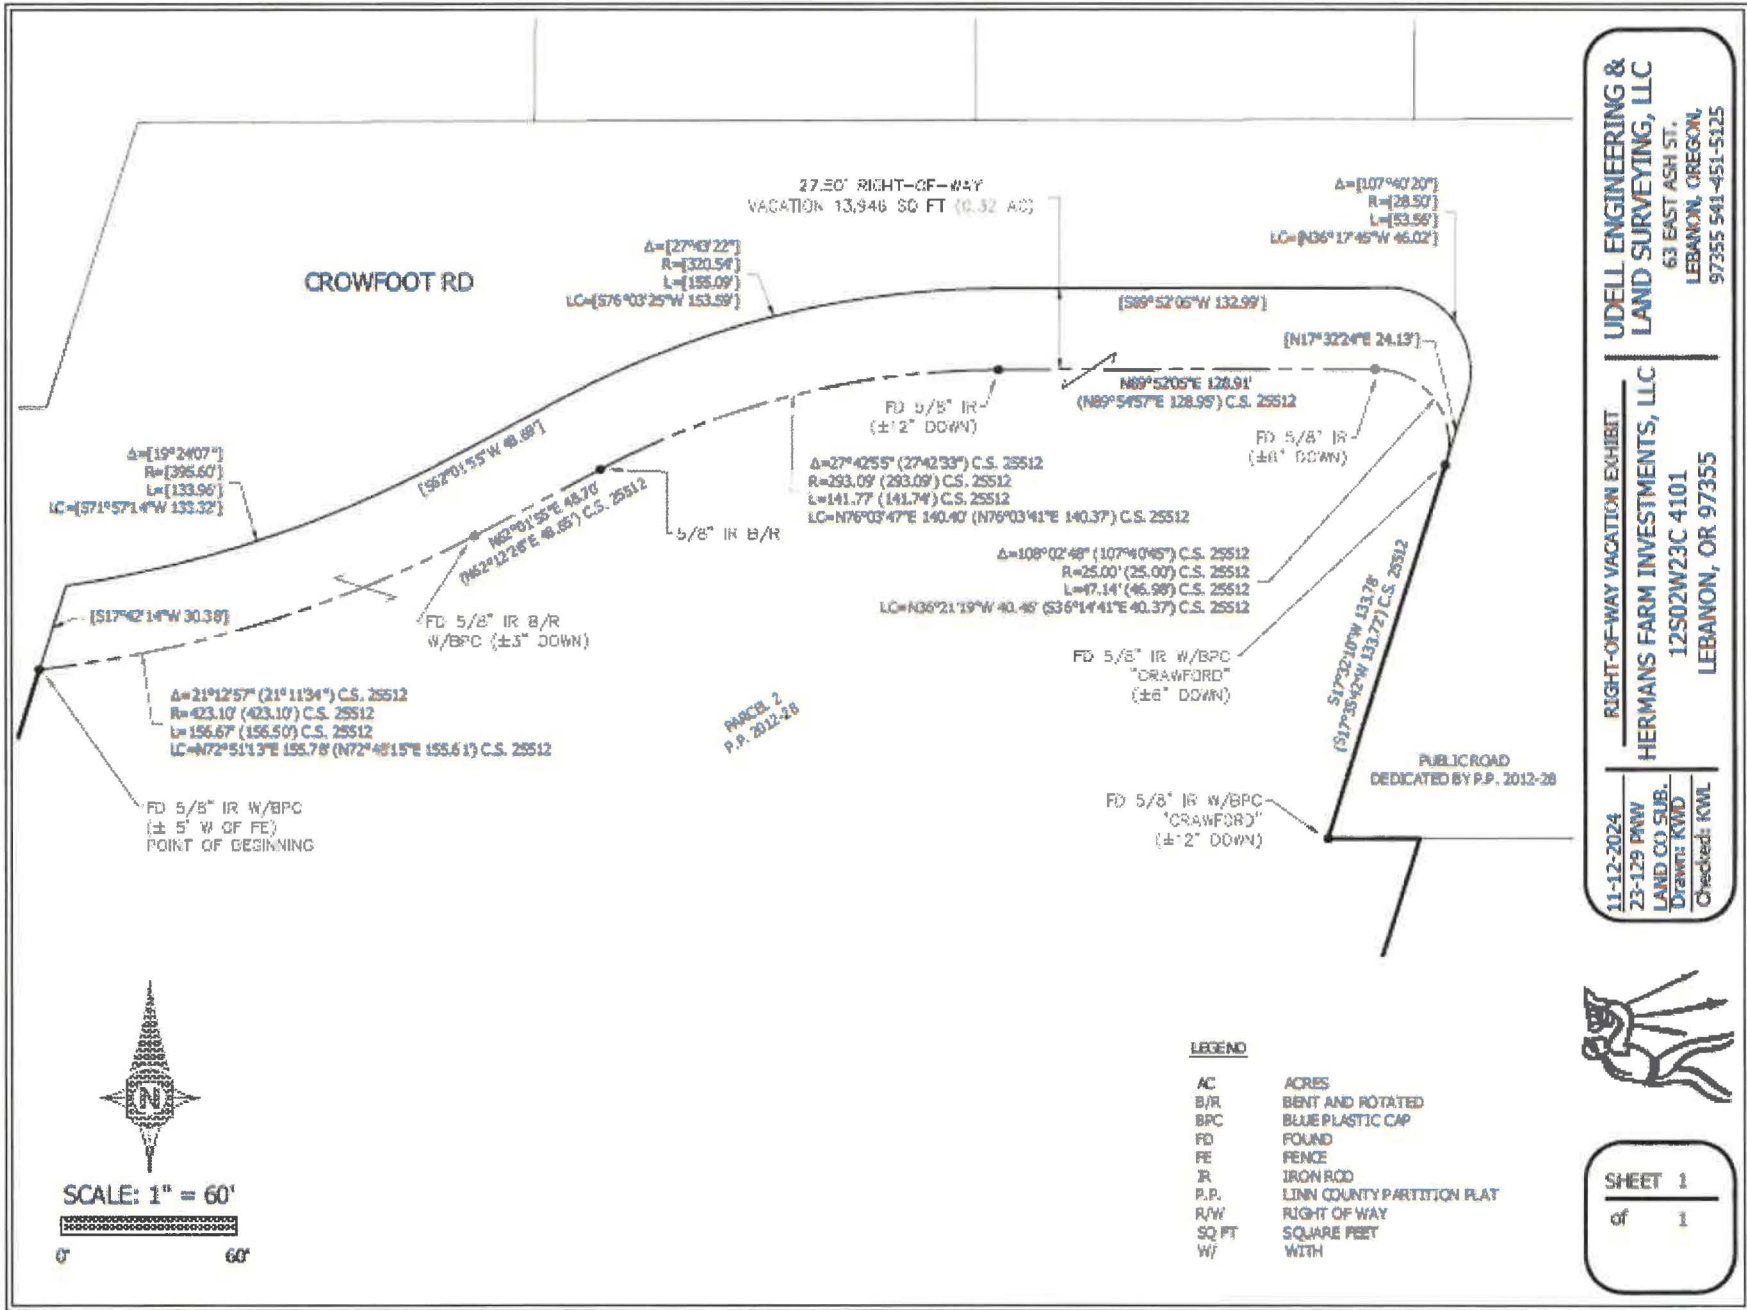 27.50' RIGHT-OF-WAY
VACATION 13,946 SQ FT (0.32 AC)
Δ=[107°40'20"]
R=[28.50']
L=[53.56']
LC=[N36°17'45"W 46.02']
Δ=[27°43'22"]
R=[320.54']
L=[155.09']
LC=[S76°03'25"W 153.59']
CROWFOOT RD
[S89°52'05"W 132.99']
[N17°32'24"E 24.13']
N89°52'05"E 128.91'
(N89°54'57"E 128.95') C.S. 25512
FD 5/8" IR
(±12" DOWN)
FD 5/8" IR
(±8" DOWN)
Δ=[19°24'07"]
R=[395.60']
L=[133.96']
LC=[S71°57'14"W 133.32']
[S62°01'55"W 48.69']
N62°01'55"E 48.70'
(N62°12'28"E 48.65') C.S. 25512
5/8" IR B/R
Δ=27°42'55" (27°42'33") C.S. 25512
R=293.09' (293.09') C.S. 25512
L=141.77' (141.74') C.S. 25512
LC=N76°03'47"E 140.40' (N76°03'41"E 140.37') C.S. 25512
Δ=108°02'48" (107°40'45") C.S. 25512
R=25.00' (25.00') C.S. 25512
L=47.14' (46.98') C.S. 25512
LC=N36°21'19"W 40.46' (S36°14'41"E 40.37') C.S. 25512
[S17°42'14"W 30.38']
FD 5/8" IR B/R
W/BPC (±3" DOWN)
FD 5/8" IR W/BPC
"CRAWFORD"
(±6" DOWN)
S17°32'10"W 133.78'
(S17°35'42"W 133.72') C.S. 25512
Δ=21°12'57" (21°11'34") C.S. 25512
R=423.10' (423.10') C.S. 25512
L=156.67' (156.50') C.S. 25512
LC=N72°51'13"E 155.78' (N72°48'15"E 155.61') C.S. 25512
PARCEL 2
P.P. 2012-28
PUBLIC ROAD
DEDICATED BY P.P. 2012-28
FD 5/8" IR W/BPC
(± 5' W OF FE)
POINT OF BEGINNING
FD 5/8" IR W/BPC
"CRAWFORD"
(±12" DOWN)
N
SCALE: 1" = 60'
0' 60'
LEGEND
AC ACRES
B/R BENT AND ROTATED
BPC BLUE PLASTIC CAP
FD FOUND
FE FENCE
IR IRON ROD
P.P. LINN COUNTY PARTITION PLAT
R/W RIGHT OF WAY
SQ FT SQUARE FEET
W/ WITH
UDELL ENGINEERING &
LAND SURVEYING, LLC
63 EAST ASH ST.
LEBANON, OREGON,
97355 541-451-5125
RIGHT-OF-WAY VACATION EXHIBIT
HERMANS FARM INVESTMENTS, LLC
12S02W23C 4101
LEBANON, OR 97355
11-12-2024
23-129 PNW
LAND CO SUB.
Drawn: KWD
Checked: KWL
SHEET 1
of 1